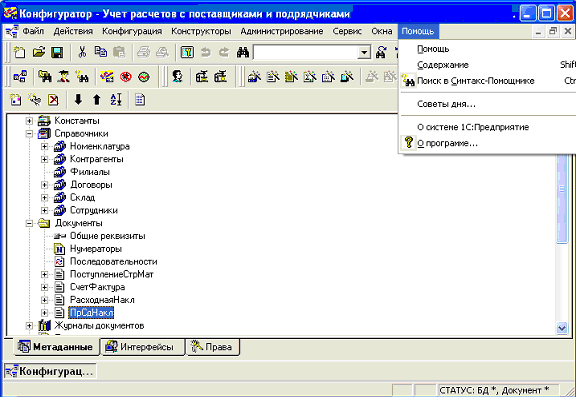 Конфигуратор - Учет расчетов с поставщиками и подрядчиками
Файл Действия Конфигурация Конструкторы Администрирование Сервис Окна Помощь
Помощь
Содержание Shift
Поиск в Синтакс-Помощнике Ctr
Советы дня...
О системе 1С:Предприятие
О программе...
Константы
Справочники
Номенклатура
Контрагенты
Филиалы
Договоры
Склад
Сотрудники
Документы
Общие реквизиты
Нумераторы
Последовательности
ПоступлениеСтрМат
СчетФактура
РасходнаяНакл
ПрСдНакл
Журналы документов
Метаданные Интерфейсы Права
Конфигурац...
СТАТУС: БД *, Документ *